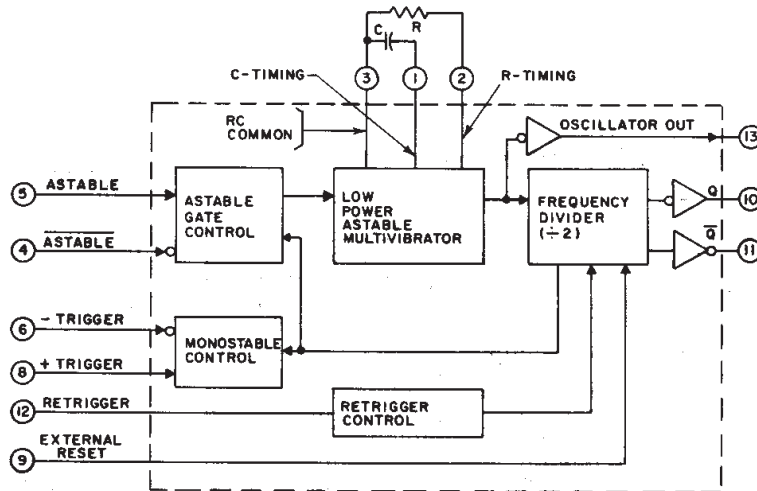 R
C
3
1
2
C-TIMING
R-TIMING
RC
COMMON
OSCILLATOR OUT
13
5
ASTABLE
ASTABLE
GATE
CONTROL
LOW
POWER
ASTABLE
MULTIVIBRATOR
FREQUENCY
DIVIDER
(÷2)
Q
10
4
ASTABLE
Q
11
6
- TRIGGER
MONOSTABLE
CONTROL
8
+ TRIGGER
12
RETRIGGER
RETRIGGER
CONTROL
9
EXTERNAL
RESET